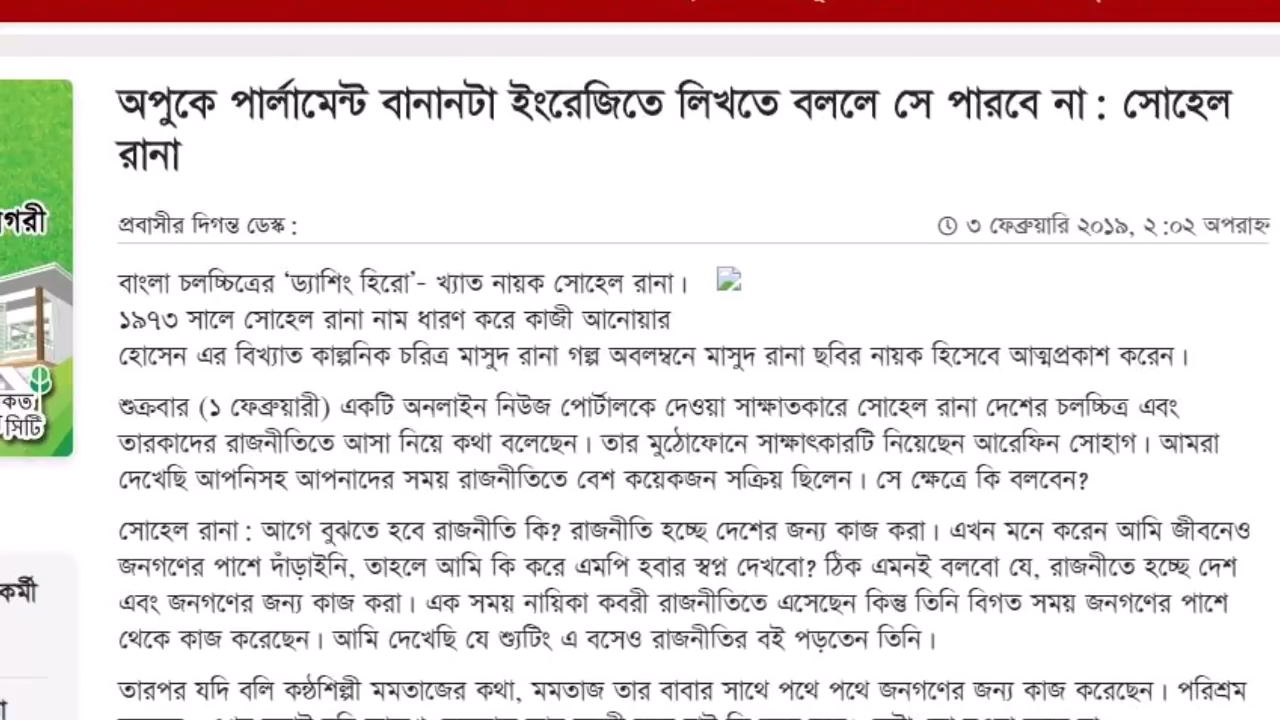 অপুকে পার্লামেন্ট বানানটা ইংরেজিতে লিখতে বললে সে পারবে না : সোহেল
রানা
প্রবাসীর দিগন্ত ডেস্ক :
৩ ফেব্রুয়ারি ২০১৯, ২:০২ অপরাহ্ন
বাংলা চলচ্চিত্রের ‘ড্যাশিং হিরো’- খ্যাত নায়ক সোহেল রানা।
১৯৭৩ সালে সোহেল রানা নাম ধারণ করে কাজী আনোয়ার
হোসেন এর বিখ্যাত কাল্পনিক চরিত্র মাসুদ রানা গল্প অবলম্বনে মাসুদ রানা ছবির নায়ক হিসেবে আত্মপ্রকাশ করেন।
শুক্রবার (১ ফেব্রুয়ারী) একটি অনলাইন নিউজ পোর্টালকে দেওয়া সাক্ষাতকারে সোহেল রানা দেশের চলচ্চিত্র এবং
তারকাদের রাজনীতিতে আসা নিয়ে কথা বলেছেন। তার মুঠোফোনে সাক্ষাৎকারটি নিয়েছেন আরেফিন সোহাগ। আমরা
দেখেছি আপনিসহ আপনাদের সময় রাজনীতিতে বেশ কয়েকজন সক্রিয় ছিলেন। সে ক্ষেত্রে কি বলবেন?
সোহেল রানা : আগে বুঝতে হবে রাজনীতি কি? রাজনীতি হচ্ছে দেশের জন্য কাজ করা। এখন মনে করেন আমি জীবনেও
জনগণের পাশে দাঁড়াইনি, তাহলে আমি কি করে এমপি হবার স্বপ্ন দেখবো? ঠিক এমনই বলবো যে, রাজনীতে হচ্ছে দেশ
এবং জনগণের জন্য কাজ করা। এক সময় নায়িকা কবরী রাজনীতিতে এসেছেন কিন্তু তিনি বিগত সময় জনগণের পাশে
থেকে কাজ করেছেন। আমি দেখেছি যে শ্যুটিং এ বসেও রাজনীতির বই পড়তেন তিনি।
তারপর যদি বলি কন্ঠশিল্পী মমতাজের কথা, মমতাজ তার বাবার সাথে পথে পথে জনগণের জন্য কাজ করেছেন। পরিশ্রম
গরী
সিটি
কর্মী